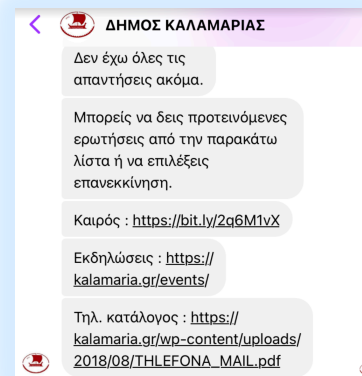 ΔΗΜΟΣ ΚΑΛΑΜΑΡΙΑΣ
Δεν έχω όλες τις
απαντήσεις ακόμα.
Μπορείς να δεις προτεινόμενες
ερωτήσεις από την παρακάτω
λίστα ή να επιλέξεις
επανεκκίνηση.
Καιρός : https://bit.ly/2q6M1vX
Εκδηλώσεις : https://
kalamaria.gr/events/
Τηλ. κατάλογος : https://
kalamaria.gr/wp-content/uploads/
2018/08/THLEFONA_MAIL.pdf